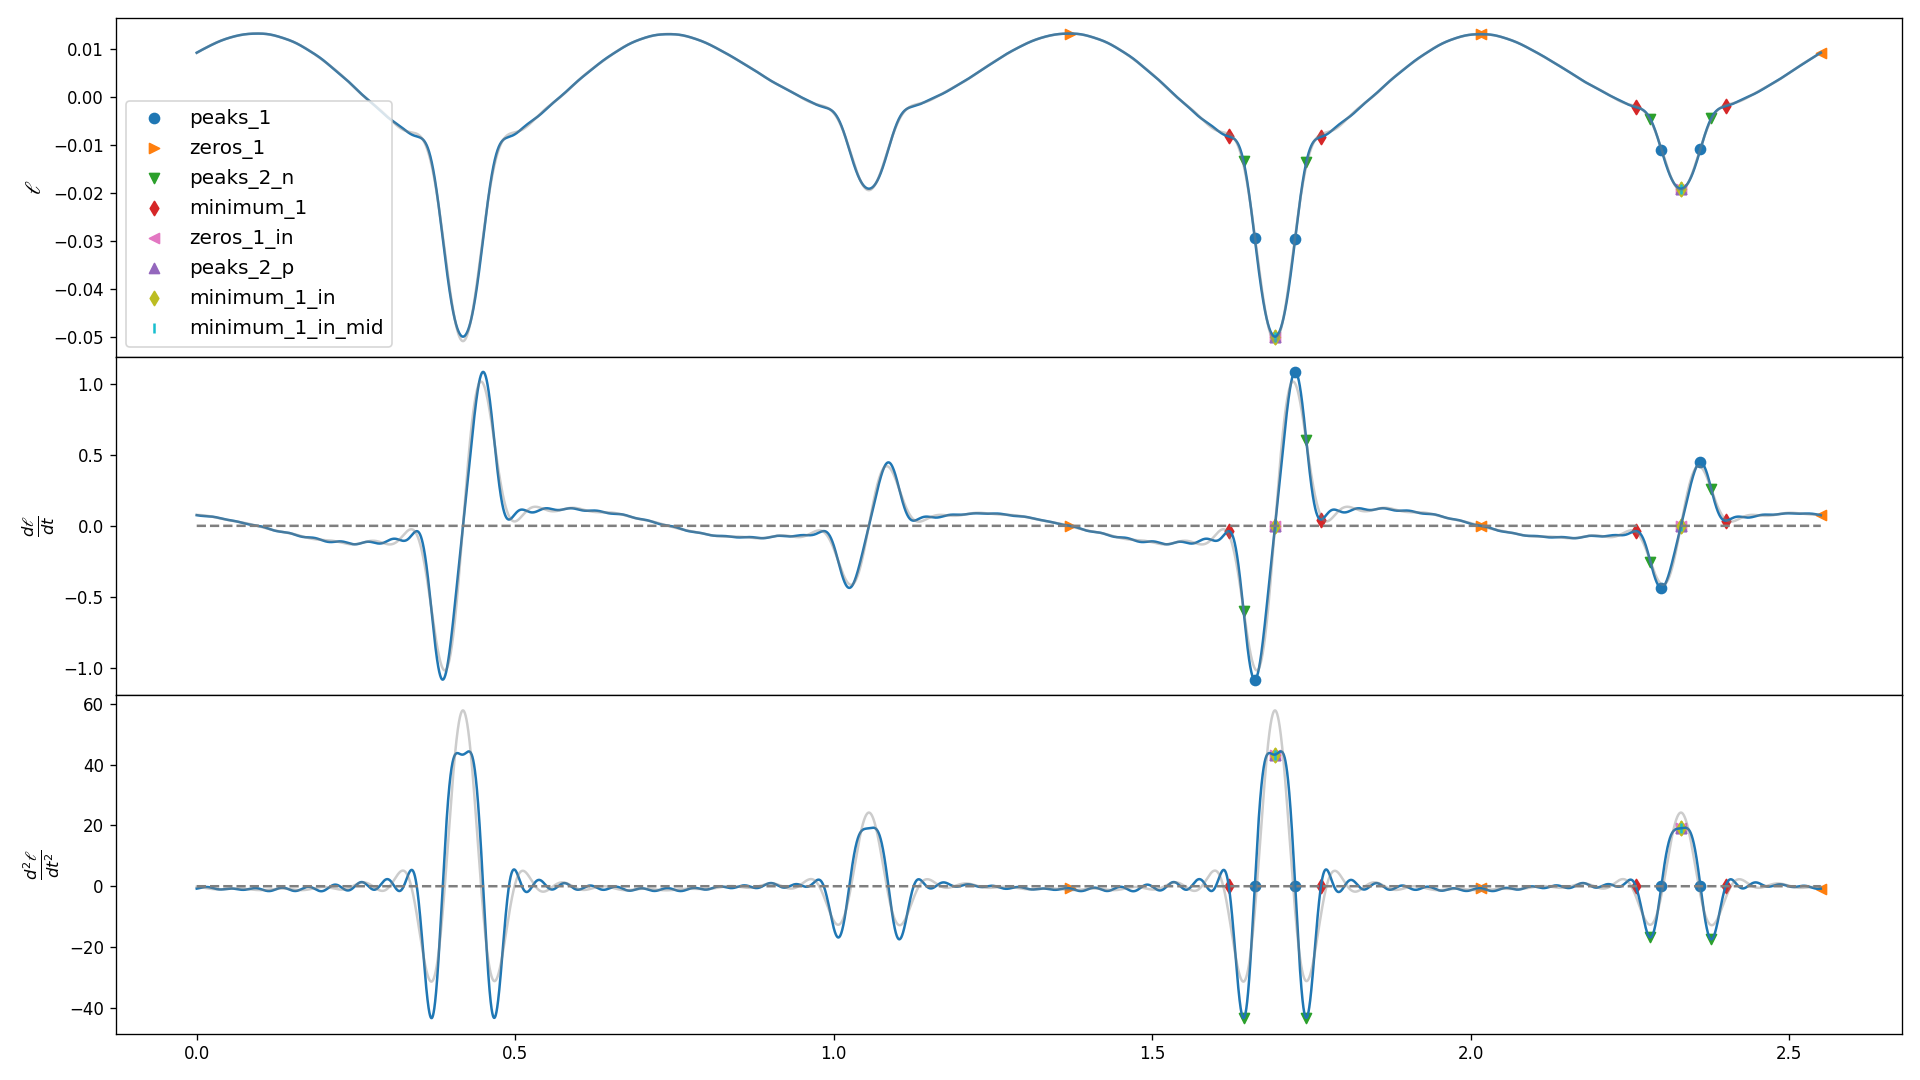 0.01
0.00
−0.01
−0.02
−0.03
−0.04
−0.05
ℓ
peaks_1
zeros_1
peaks_2_n
minimum_1
zeros_1_in
peaks_2_p
minimum_1_in
minimum_1_in_mid
1.0
0.5
0.0
−0.5
−1.0
dℓ
dt
60
40
20
0
−20
−40
d²ℓ
dt²
0.0 0.5 1.0 1.5 2.0 2.5